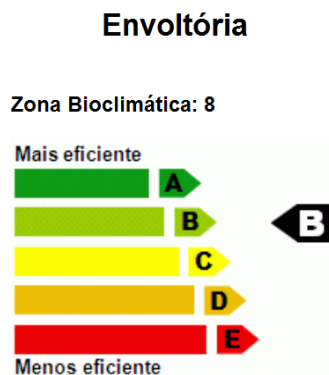 Envoltória
Zona Bioclimática: 8
Mais eficiente
A
B
B
C
D
E
Menos eficiente